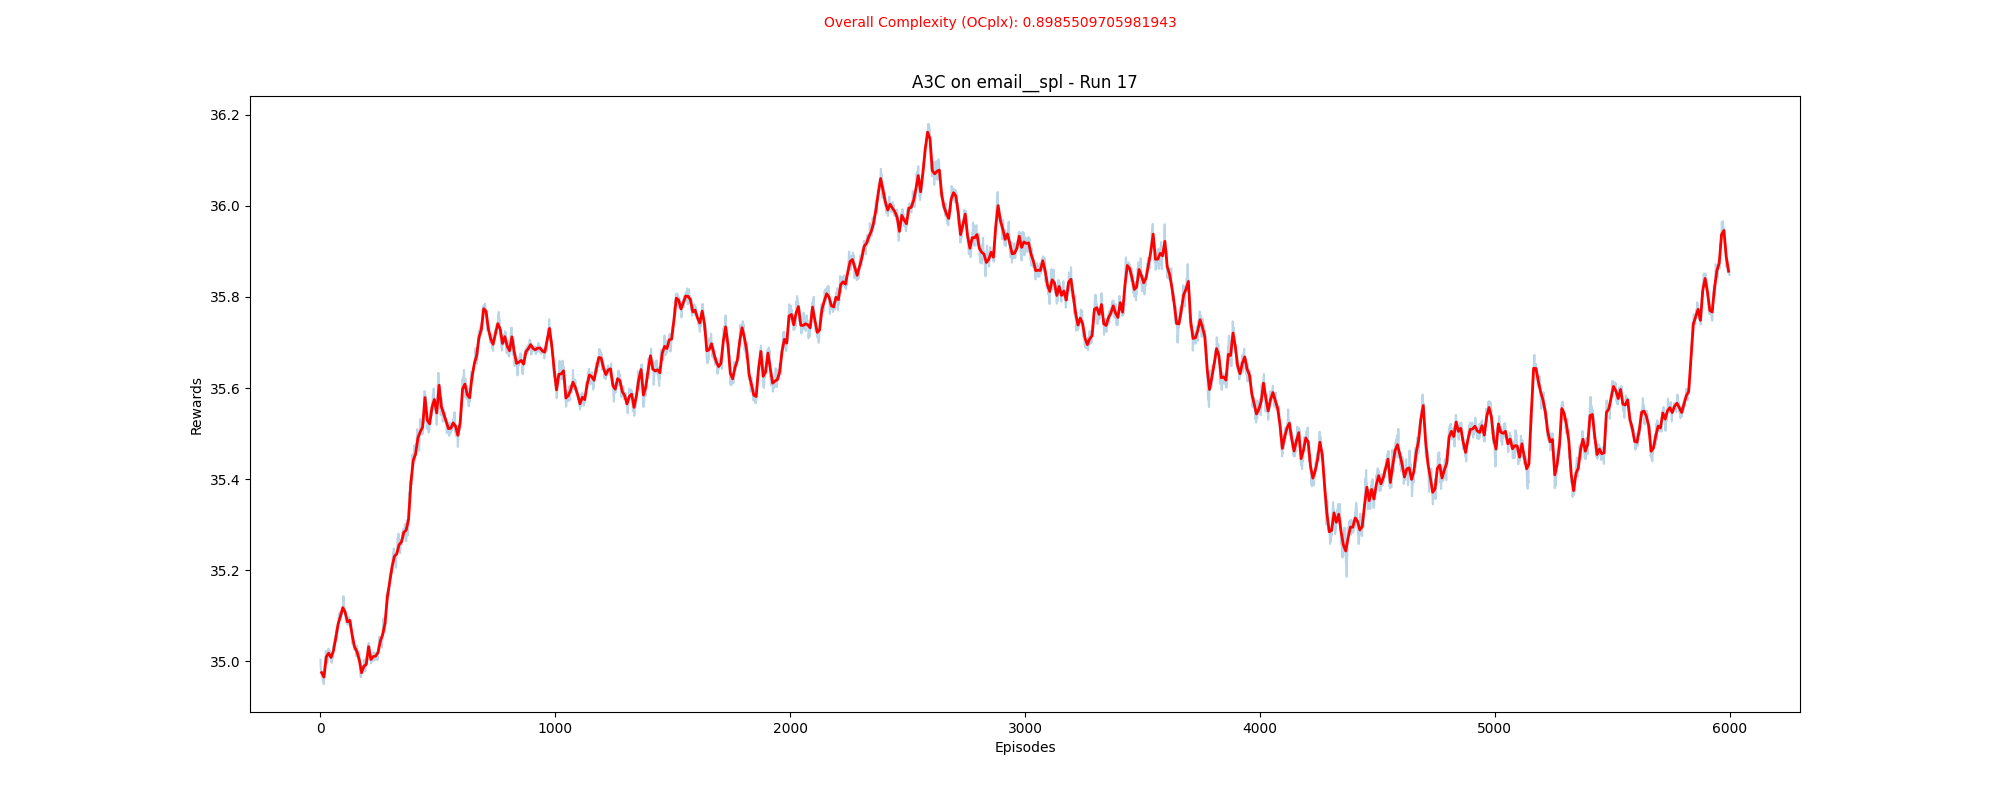 Overall Complexity (OCplx): 0.8985509705981943
A3C on email__spl - Run 17
36.2
36.0
35.8
35.6
35.4
35.2
35.0
Rewards
0 1000 2000 3000 4000 5000 6000
Episodes